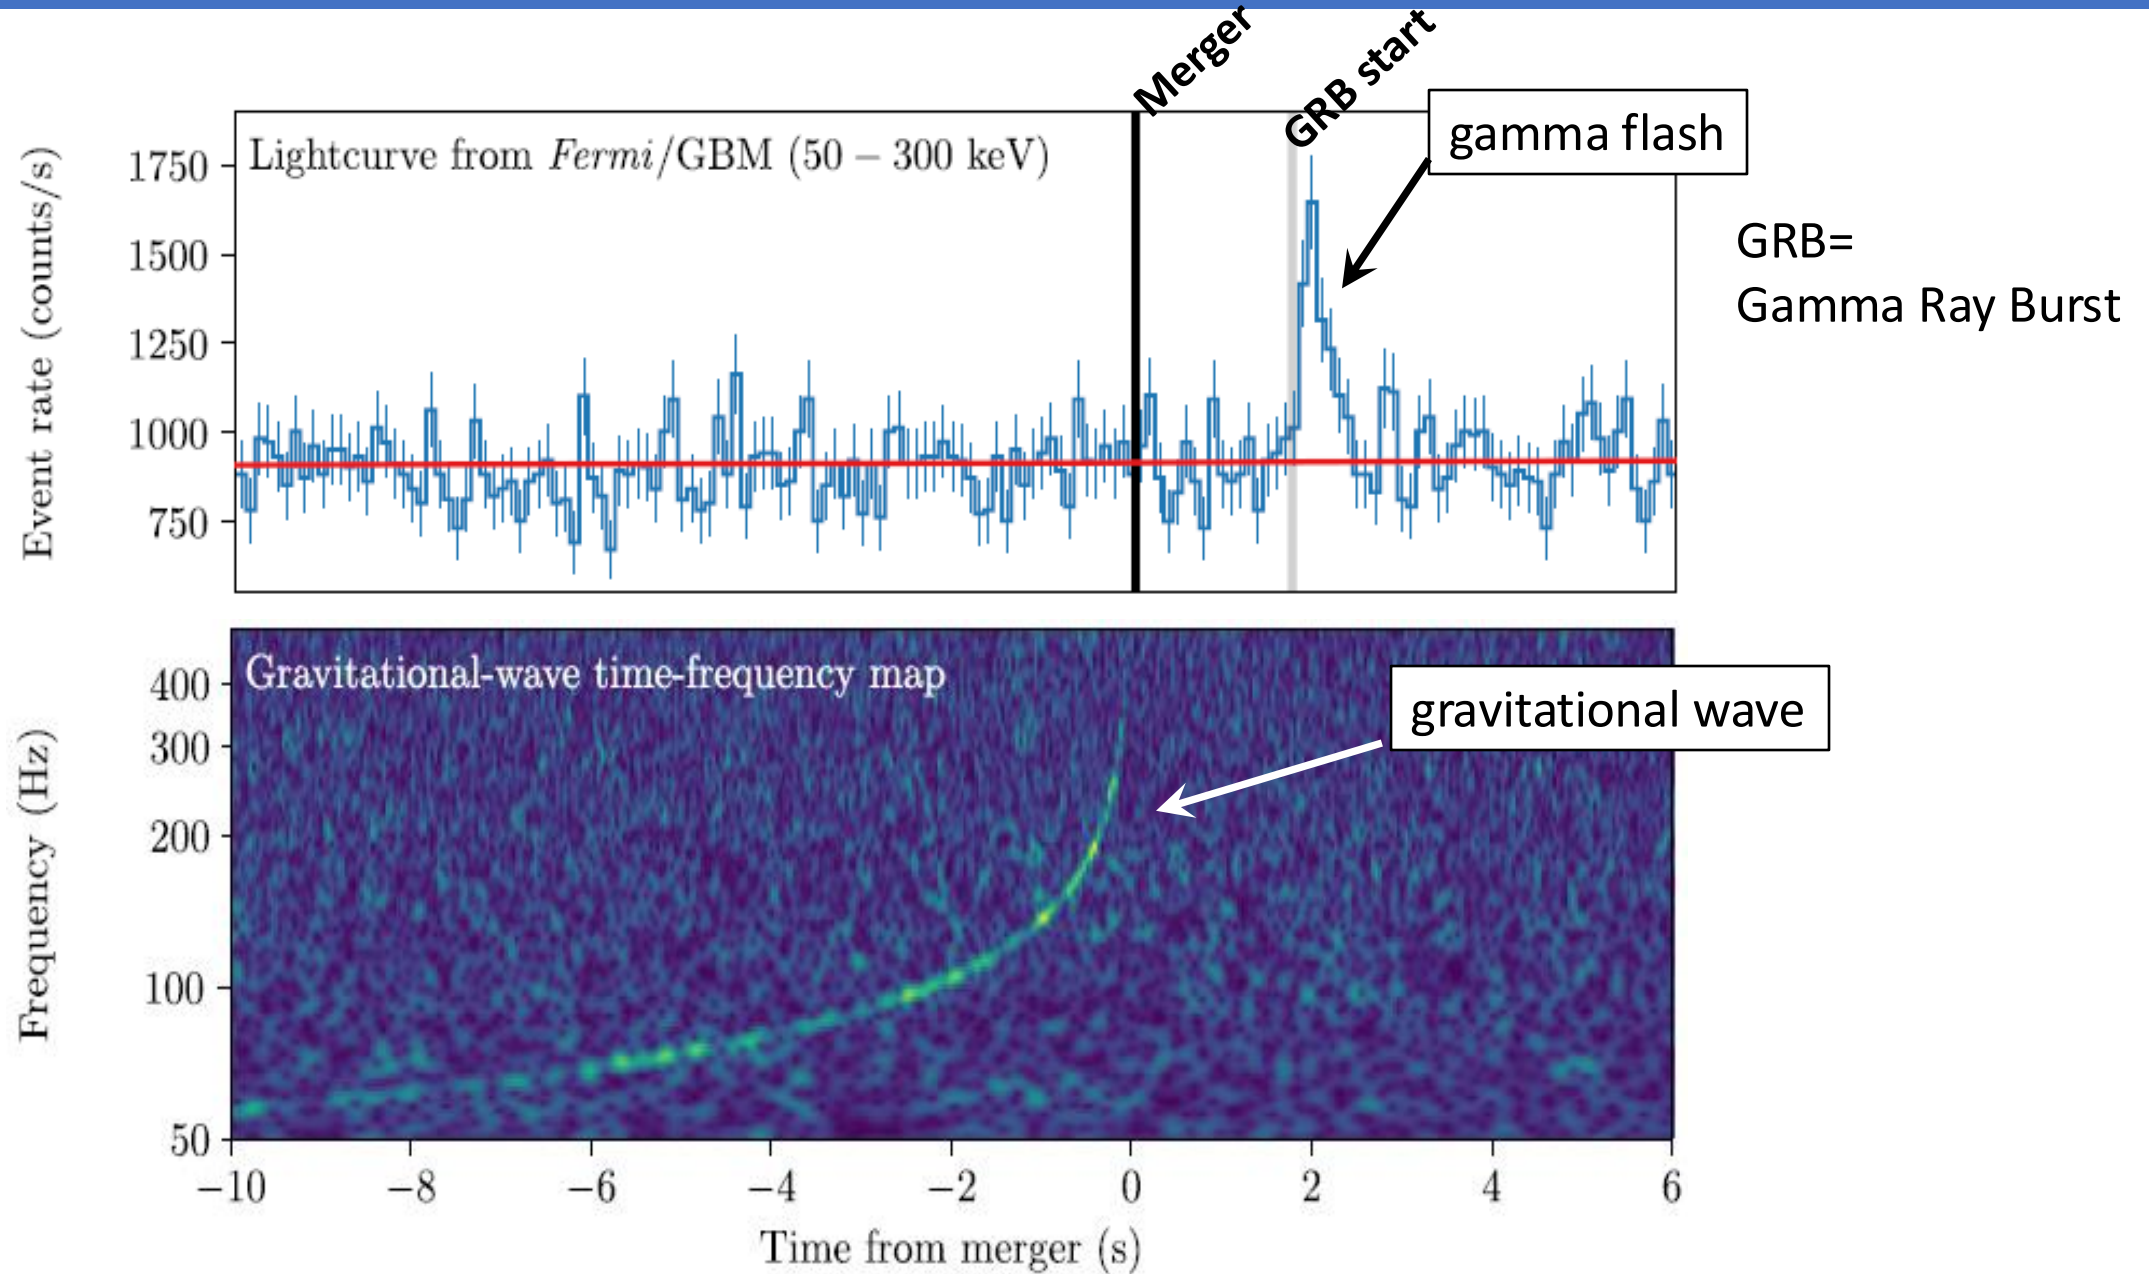 Merger
GRB start
gamma flash
Lightcurve from Fermi/GBM (50 – 300 keV)
GRB=
Gamma Ray Burst
Event rate (counts/s)
1750
1500
1250
1000
750
Gravitational-wave time-frequency map
gravitational wave
Frequency (Hz)
400
300
200
100
50
−10 −8 −6 −4 −2 0 2 4 6
Time from merger (s)